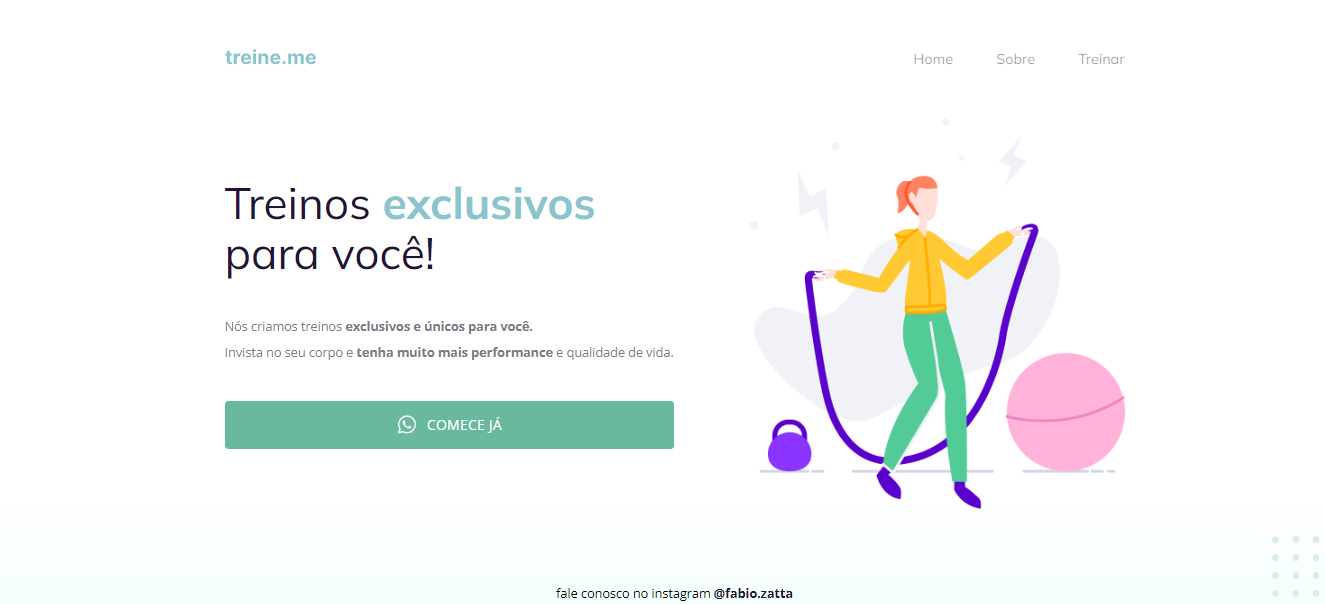 treine.me
Home Sobre Treinar
Treinos exclusivos
para você!
Nós criamos treinos exclusivos e únicos para você.
Invista no seu corpo e tenha muito mais performance e qualidade de vida.
COMECE JÁ
fale conosco no instagram @fabio.zatta